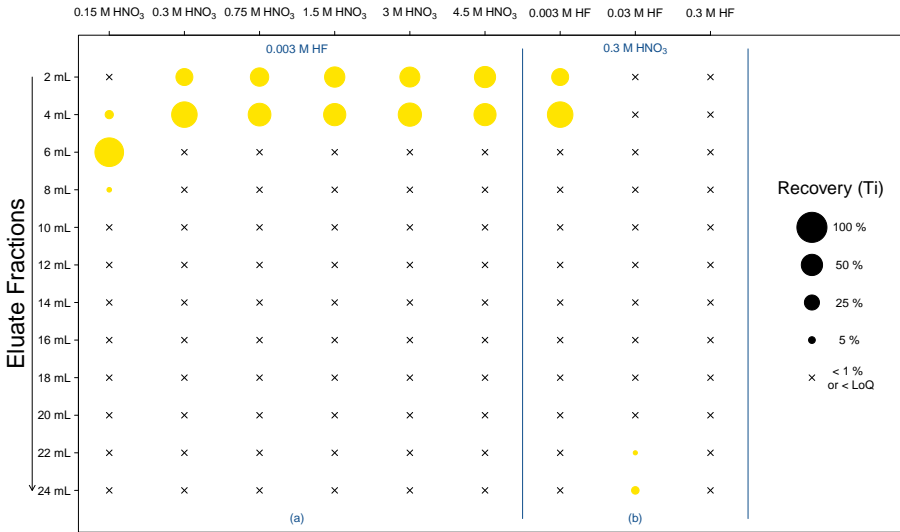 0.15 M HNO₃ 0.3 M HNO₃ 0.75 M HNO₃ 1.5 M HNO₃ 3 M HNO₃ 4.5 M HNO₃ 0.003 M HF 0.03 M HF 0.3 M HF
0.003 M HF 0.3 M HNO₃
2 mL
4 mL
6 mL
8 mL
10 mL
12 mL
14 mL
16 mL
18 mL
20 mL
22 mL
24 mL
Eluate Fractions
(a) (b)
Recovery (Ti)
100 %
50 %
25 %
5 %
< 1 %
or < LoQ